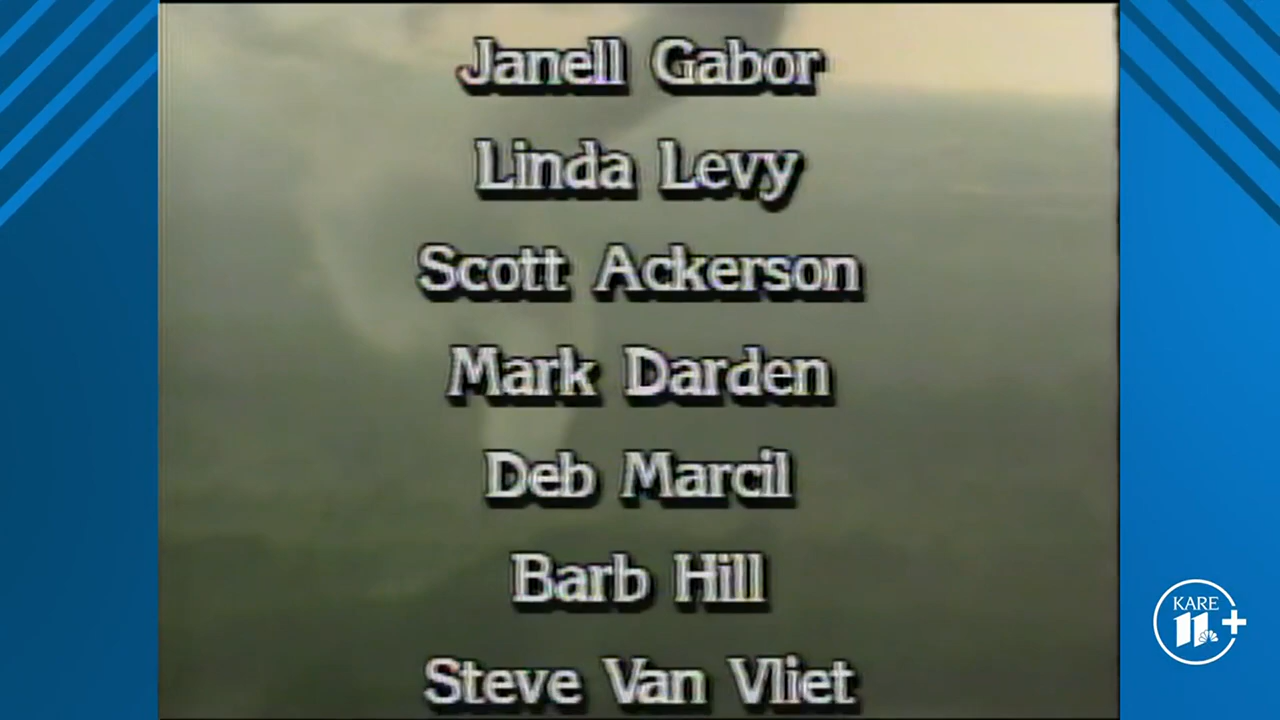 Janell Gabor
Linda Levy
Scott Ackerson
Mark Darden
Deb Marcil
Barb Hill
Steve Van Vliet
KARE
11+